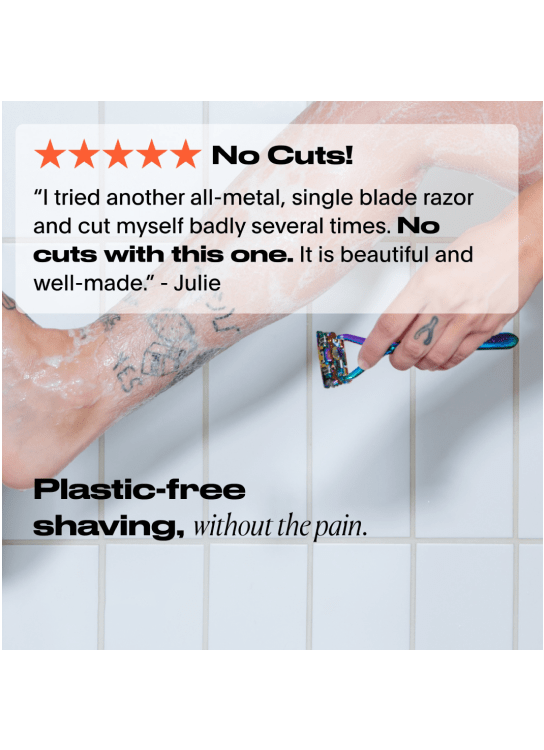 ★★★★★ No Cuts!
“I tried another all-metal, single blade razor
and cut myself badly several times. No
cuts with this one. It is beautiful and
well-made.” - Julie
Plastic-free
shaving, without the pain.